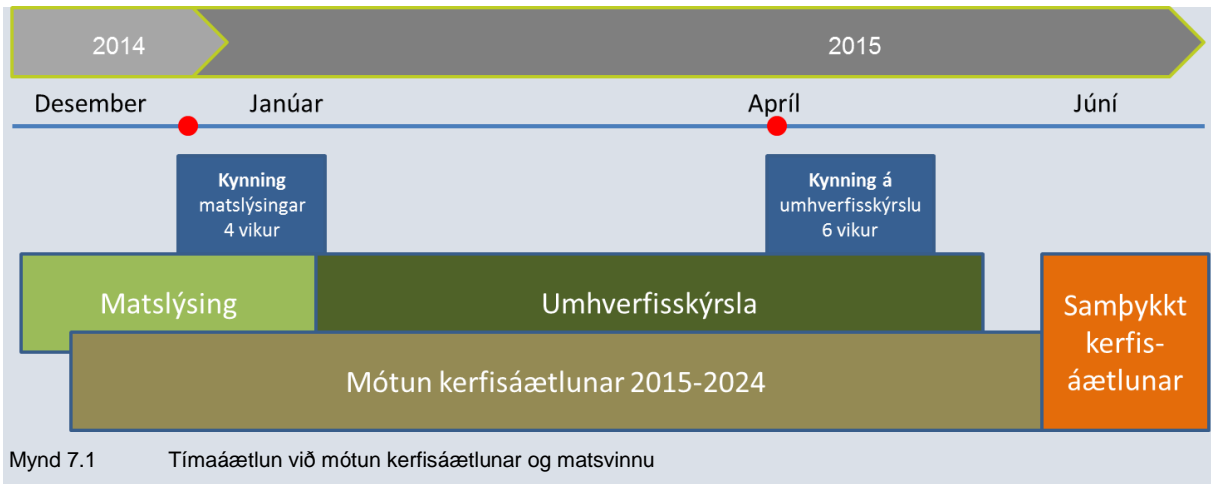 2014
2015
Desember
Janúar
Apríl
Júní
Kynning
matslýsingar
4 vikur
Kynning á
umhverfisskýrslu
6 vikur
Matslýsing
Umhverfisskýrsla
Samþykkt
kerfis-
áætlunar
Mótun kerfisáætlunar 2015-2024
Mynd 7.1 Tímaáætlun við mótun kerfisáætlunar og matsvinnu